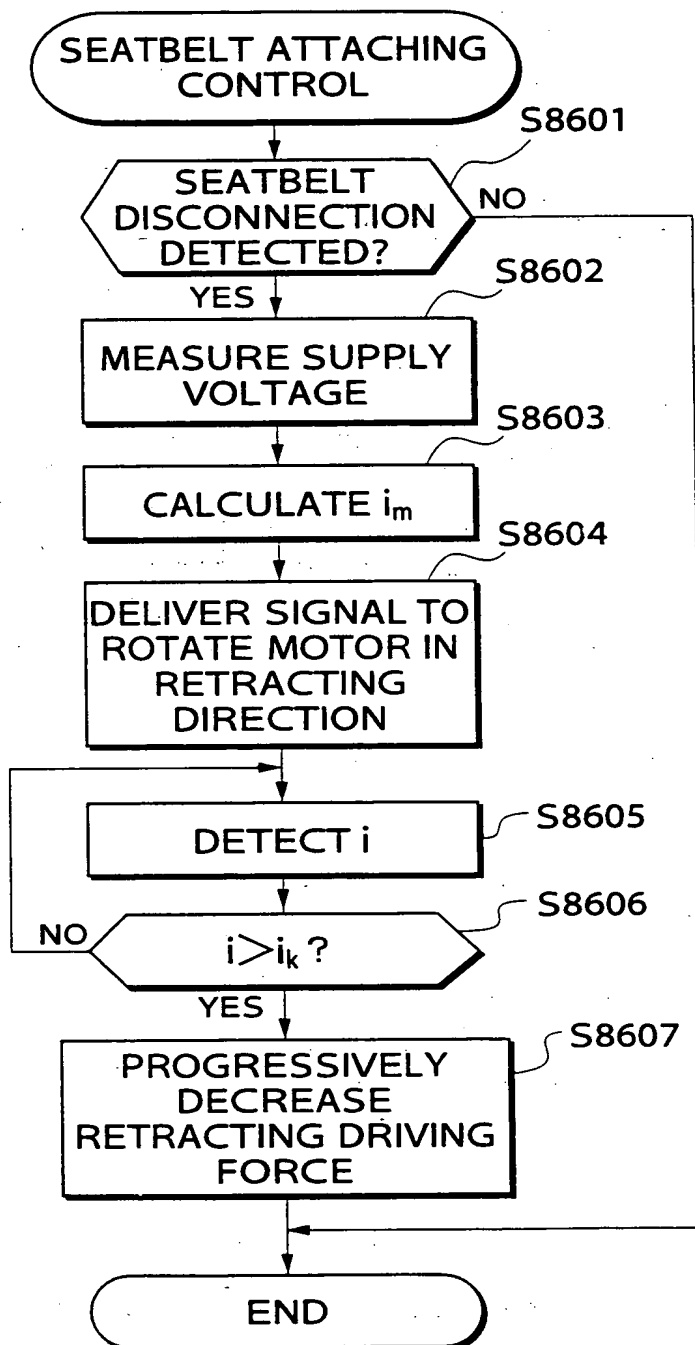 SEATBELT ATTACHING
CONTROL
S8601
SEATBELT
DISCONNECTION
DETECTED?
NO
YES
S8602
MEASURE SUPPLY
VOLTAGE
S8603
CALCULATE iₘ
S8604
DELIVER SIGNAL TO
ROTATE MOTOR IN
RETRACTING
DIRECTION
S8605
DETECT i
S8606
i>iₖ?
NO
YES
S8607
PROGRESSIVELY
DECREASE
RETRACTING DRIVING
FORCE
END